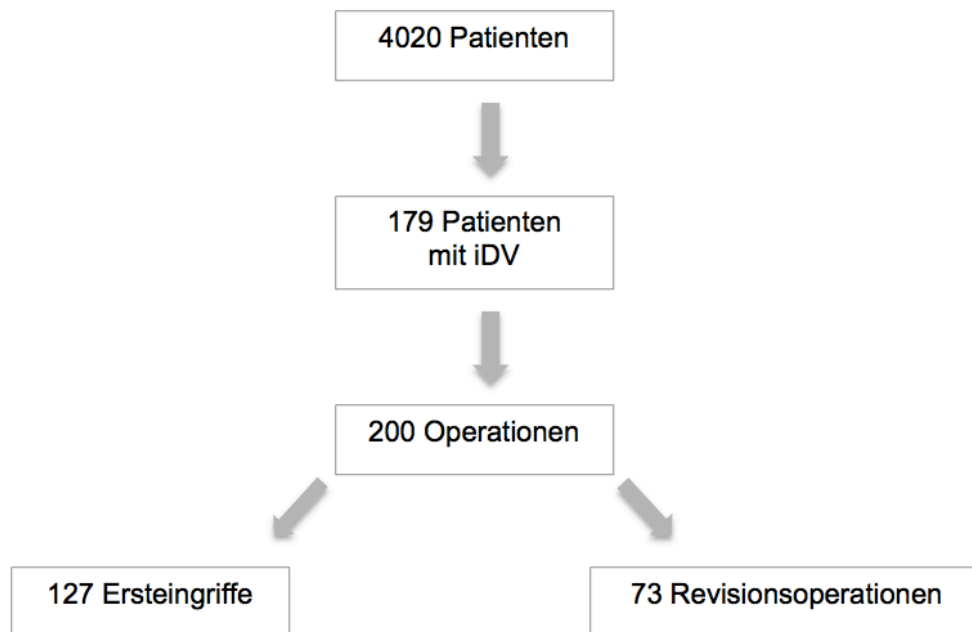 4020 Patienten
179 Patienten
mit iDV
200 Operationen
127 Ersteingriffe
73 Revisionsoperationen